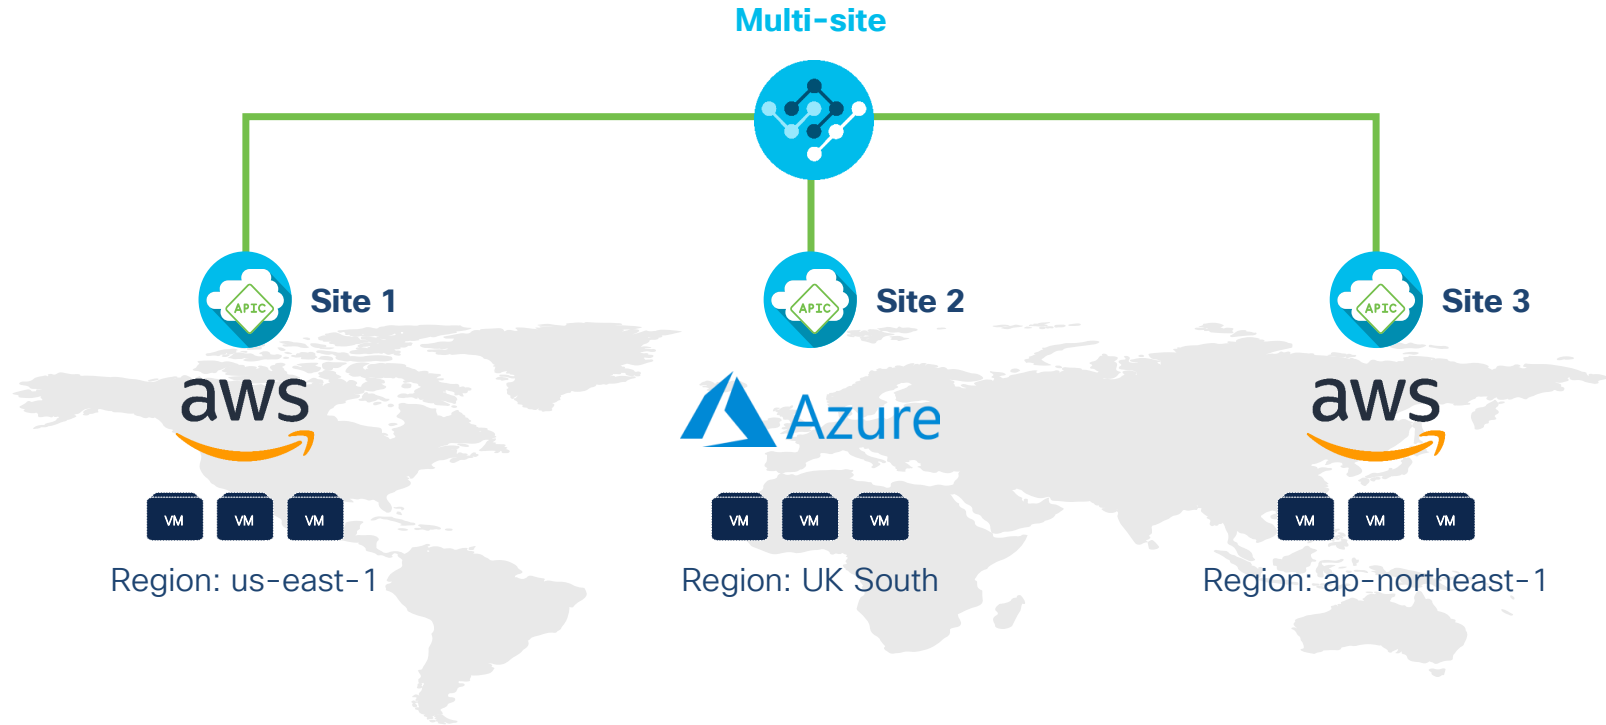 Multi-site
APIC
Site 1
APIC
Site 2
APIC
Site 3
aws
Azure
aws
VM
VM
VM
VM
VM
VM
VM
VM
VM
Region: us-east-1
Region: UK South
Region: ap-northeast-1